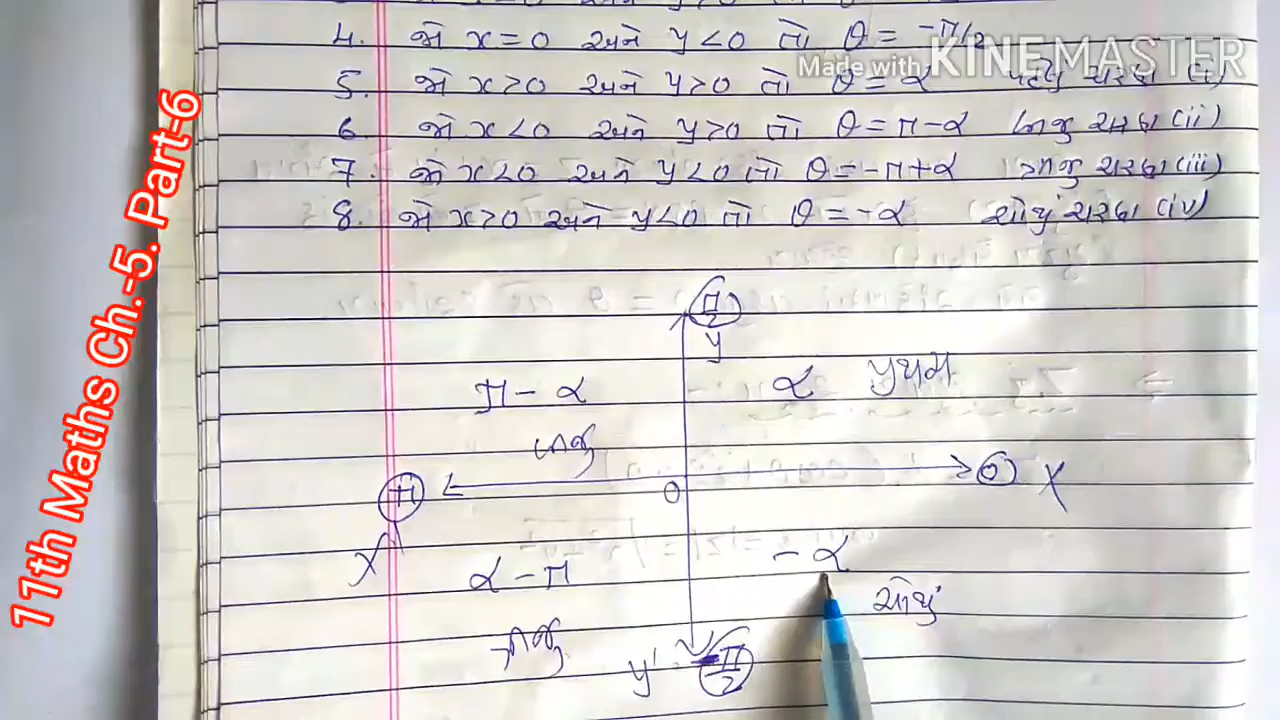 4. જો x = 0 અને y < 0 તો θ = -π/2
Made with KINEMASTER
5. જો x > 0 અને y > 0 તો θ = α પહેલું ચરણ (i)
6. જો x < 0 અને y > 0 તો θ = π - α બીજુ ચરણ (ii)
7. જો x < 0 અને y < 0 તો θ = -π + α ત્રીજુ ચરણ (iii)
8. જો x > 0 અને y < 0 તો θ = -α ચોથું ચરણ (iv)
π/2
y
π - α
α પ્રથમ
બીજુ
π
O
0 X
X'
α - π
- α
ચોથું
ત્રીજુ
y' -π/2
11th Maths Ch.-5. Part-6